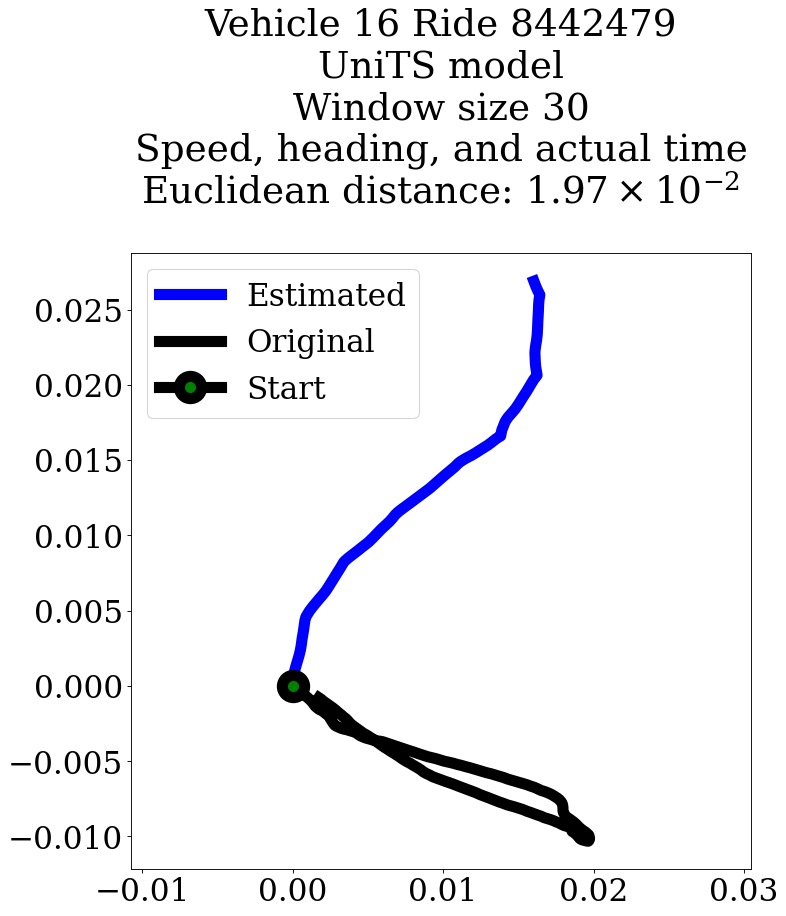 Vehicle 16 Ride 8442479
UniTS model
Window size 30
Speed, heading, and actual time
Euclidean distance: 1.97 × 10⁻²
Estimated
Original
Start
0.025
0.020
0.015
0.010
0.005
0.000
−0.005
−0.010
−0.01 0.00 0.01 0.02 0.03